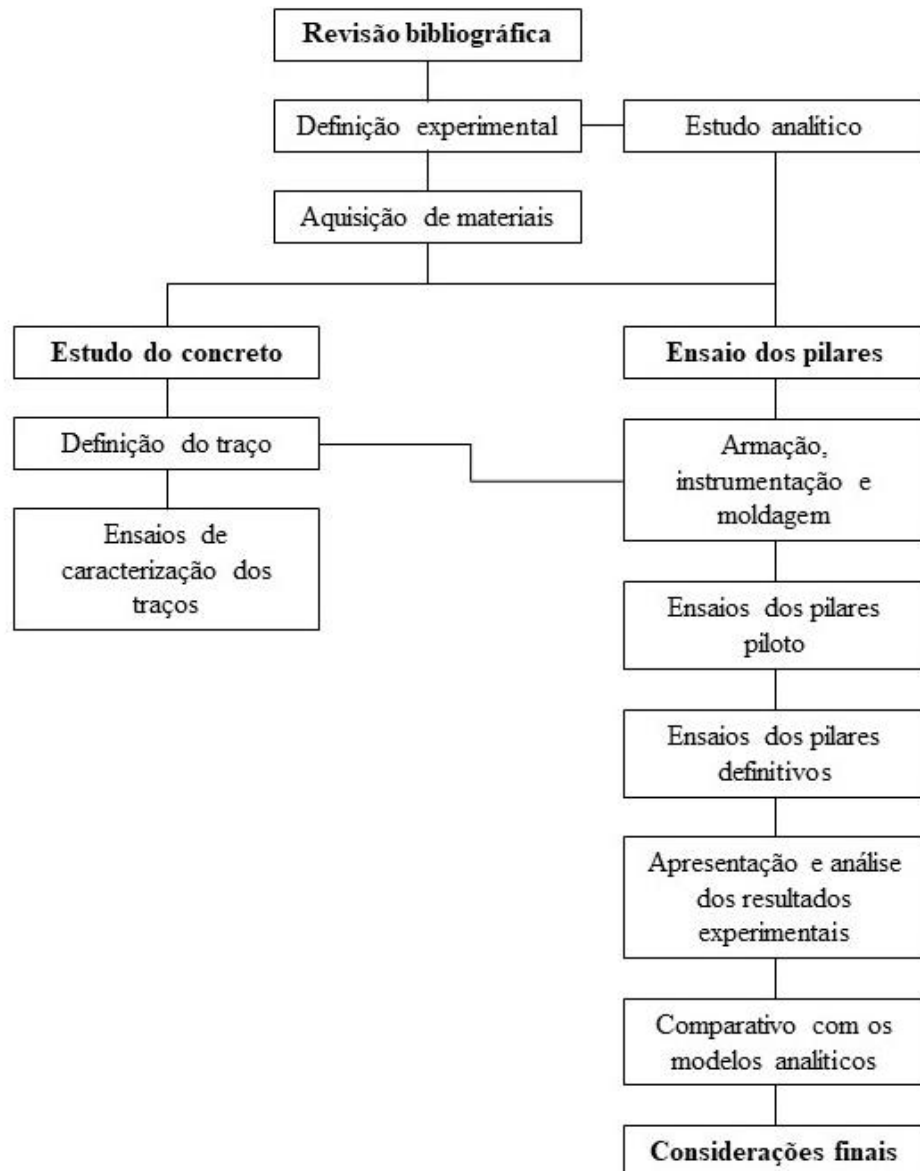 Revisão bibliográfica
Definição experimental
Estudo analítico
Aquisição de materiais
Estudo do concreto
Ensaio dos pilares
Definição do traço
Armação,
instrumentação e
moldagem
Ensaios de
caracterização dos
traços
Ensaios dos pilares
piloto
Ensaios dos pilares
definitivos
Apresentação e análise
dos resultados
experimentais
Comparativo com os
modelos analíticos
Considerações finais